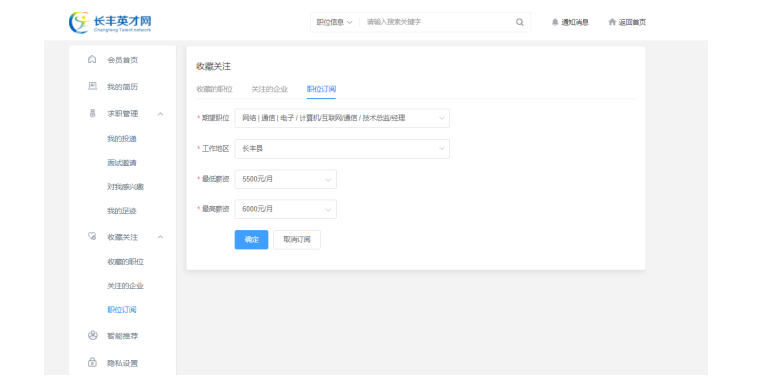 长丰英才网
Changfeng Talent network
职位信息 请输入搜索关键字
通知消息 返回首页
会员首页
我的简历
求职管理
我的投递
面试邀请
对我感兴趣
我的足迹
收藏关注
收藏的职位
关注的企业
职位订阅
智能推荐
隐私设置
收藏关注
收藏的职位 关注的企业 职位订阅
* 期望职位 网络 | 通信 | 电子 / 计算机/互联网/通信 / 技术总监/经理
* 工作地区 长丰县
* 最低薪资 5500元/月
* 最高薪资 6000元/月
确定 取消订阅